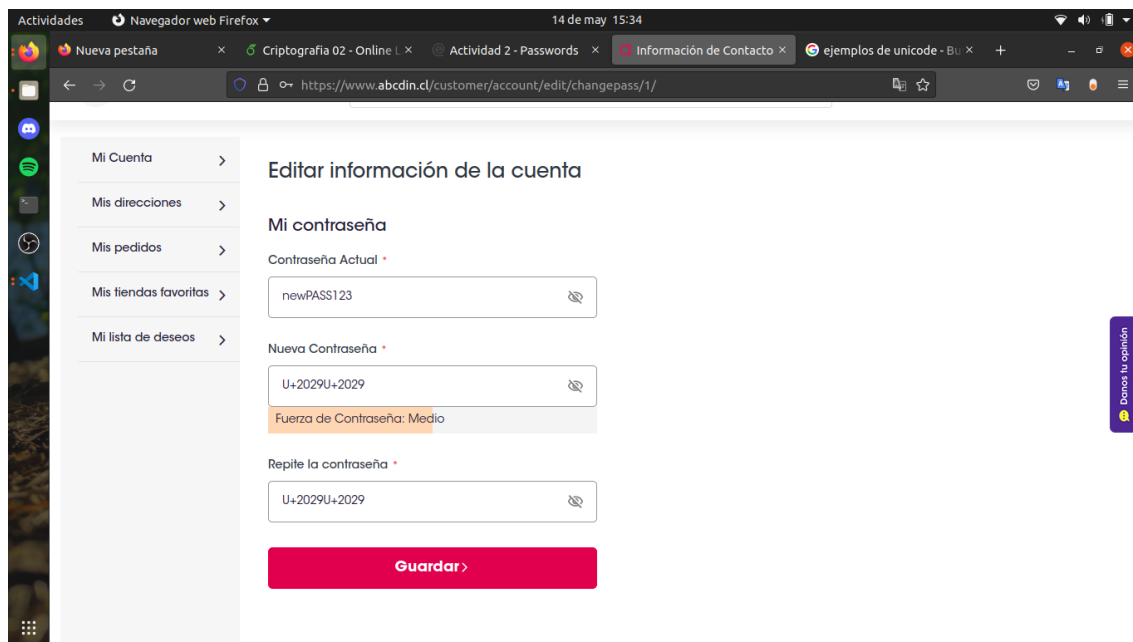 Actividades
Navegador web Firefox
14 de may 15:34
Nueva pestaña
Criptografia 02 - Online L
Actividad 2 - Passwords
Información de Contacto
ejemplos de unicode - Bu
https://www.abcdin.cl/customer/account/edit/changepass/1/
Mi Cuenta
Mis direcciones
Mis pedidos
Mis tiendas favoritas
Mi lista de deseos
Editar información de la cuenta
Mi contraseña
Contraseña Actual *
newPASS123
Nueva Contraseña *
U+2029U+2029
Fuerza de Contraseña: Medio
Repite la contraseña *
U+2029U+2029
Guardar
Danos tu opinión